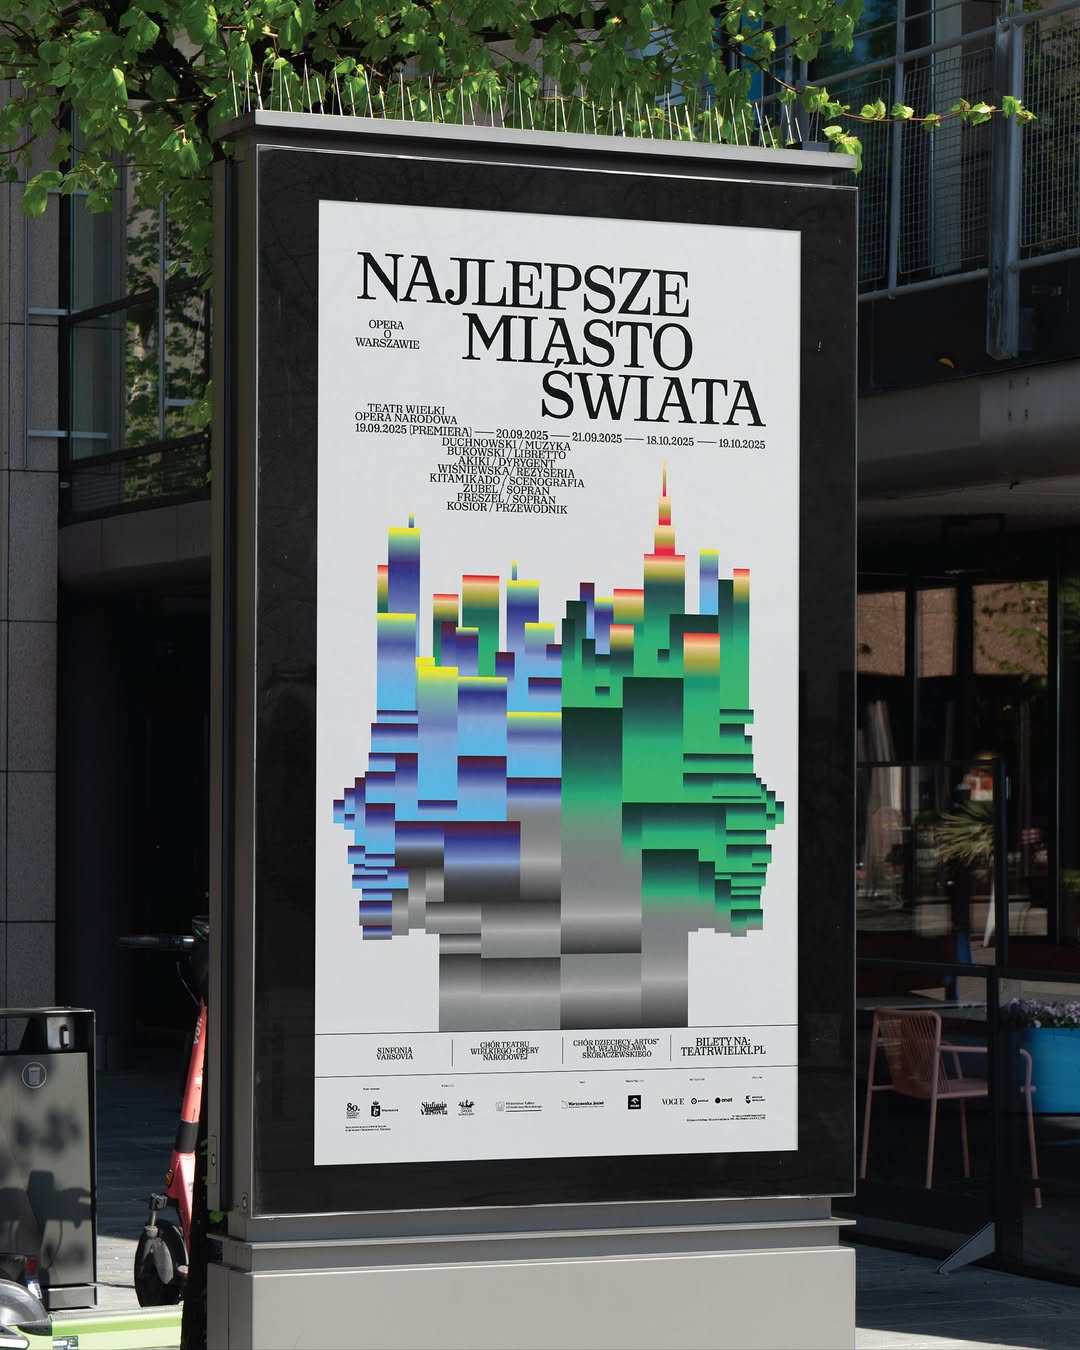 NAJLEPSZE
MIASTO
ŚWIATA
OPERA
O
WARSZAWIE
TEATR WIELKI
OPERA NARODOWA
19.09.2025 (PREMIERA) — 20.09.2025 — 21.09.2025 — 18.10.2025 — 19.10.2025
DUCHNOWSKI / MUZYKA
BUKOWSKI / LIBRETTO
AKIKI / DYRYGENT
WIŚNIEWSKA / REŻYSERIA
KITAMIKADO / SCENOGRAFIA
ZUBEL / SOPRAN
FRESZEL / SOPRAN
KOSIOR / PRZEWODNIK
SINFONIA
VARSOVIA
CHÓR TEATRU
WIELKIEGO - OPERY
NARODOWEJ
CHÓR DZIECIĘCY „ARTOS”
IM. WŁADYSŁAWA
SKORACZEWSKIEGO
BILETY NA:
TEATRWIELKI.PL
80.
Sinfonia
Varsovia
VOGUE
onet